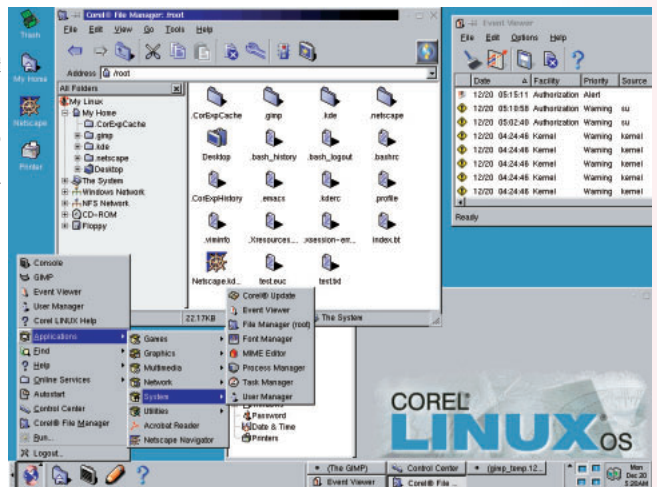 Trash
My Home
Netscape
Printer
Corel® File Manager: /root
File Edit View Go Tools Help
Address /root
All Folders
My Linux
My Home
.CorExpCache
.gimp
.kde
.netscape
Desktop
The System
Windows Network
NFS Network
CD-ROM
Floppy
.CorExpCache .gimp .kde .netscape
Desktop .bash_history .bash_logout .bashrc
.CorExpHistory .emacs .kderc .profile
.viminfo .Xresources... .xsession-err... index.txt
Netscape.kd... test.euc test.txt
22.17KB
The System
Event Viewer
File Edit Options Help
Date Facility Priority Source
12/20 05:15:11 Authorization Alert
12/20 05:10:58 Authorization Warning su
12/20 05:02:40 Authorization Warning su
12/20 04:24:46 Kernel Warning kernel
12/20 04:24:46 Kernel Warning kernel
12/20 04:24:46 Kernel Warning kernel
12/20 04:24:46 Kernel Warning kernel
Ready
Console
GIMP
Event Viewer
User Manager
Corel LINUX Help
Applications
Find
Help
Online Services
Autostart
Control Center
Corel® File Manager
Run...
Logout...
Games
Graphics
Multimedia
Network
System
Utilities
Acrobat Reader
Netscape Navigator
Corel® Update
Event Viewer
File Manager (root)
Font Manager
MIME Editor
Process Manager
Task Manager
User Manager
Password
Date & Time
Printers
COREL®
LINUX OS
(The GIMP) Control Center (gimp_temp.12...
Event Viewer Corel® File ...
Mon
Dec 20
5:20AM